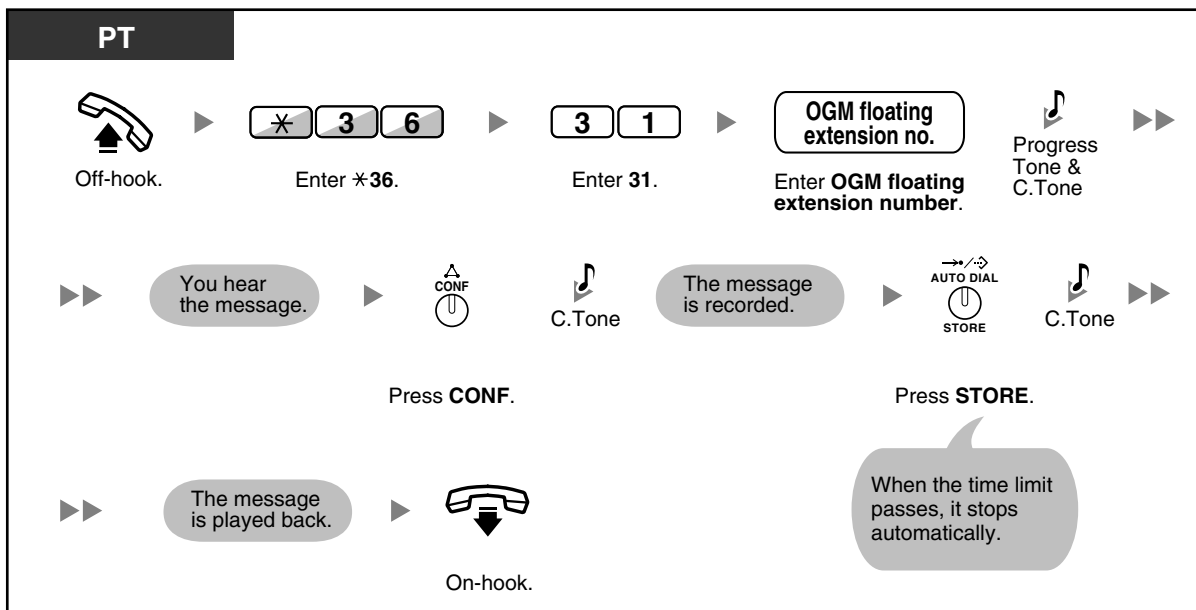 PT
✳ 3 6
3 1
OGM floating
extension no.
Off-hook.
Enter ✳36.
Enter 31.
Enter OGM floating
extension number.
Progress
Tone &
C.Tone
You hear
the message.
CONF
C.Tone
The message
is recorded.
AUTO DIAL
STORE
C.Tone
Press CONF.
Press STORE.
When the time limit
passes, it stops
automatically.
The message
is played back.
On-hook.